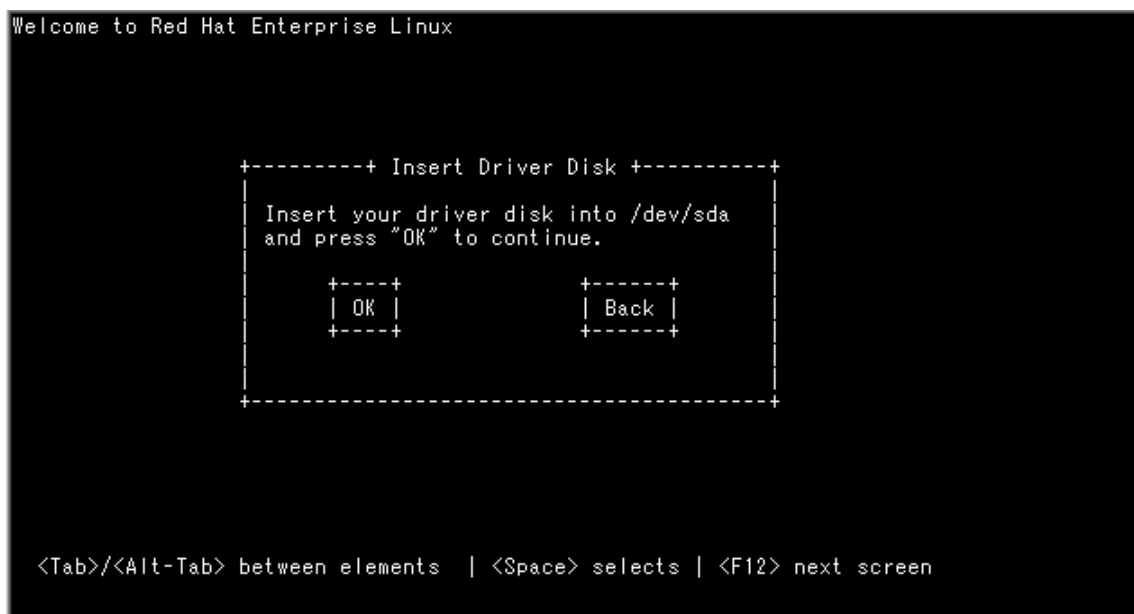 Welcome to Red Hat Enterprise Linux
Insert Driver Disk
Insert your driver disk into /dev/sda
and press "OK" to continue.
OK Back
<Tab>/<Alt-Tab> between elements | <Space> selects | <F12> next screen